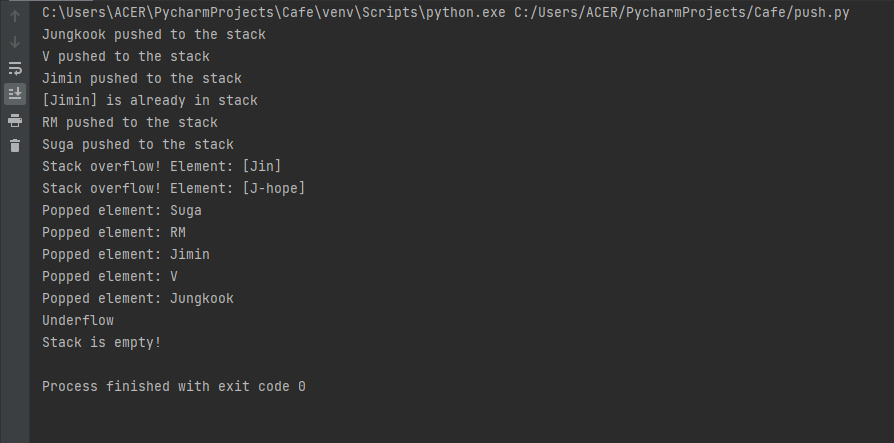 C:\Users\ACER\PycharmProjects\Cafe\venv\Scripts\python.exe C:/Users/ACER/PycharmProjects/Cafe/push.py
Jungkook pushed to the stack
V pushed to the stack
Jimin pushed to the stack
[Jimin] is already in stack
RM pushed to the stack
Suga pushed to the stack
Stack overflow! Element: [Jin]
Stack overflow! Element: [J-hope]
Popped element: Suga
Popped element: RM
Popped element: Jimin
Popped element: V
Popped element: Jungkook
Underflow
Stack is empty!
Process finished with exit code 0